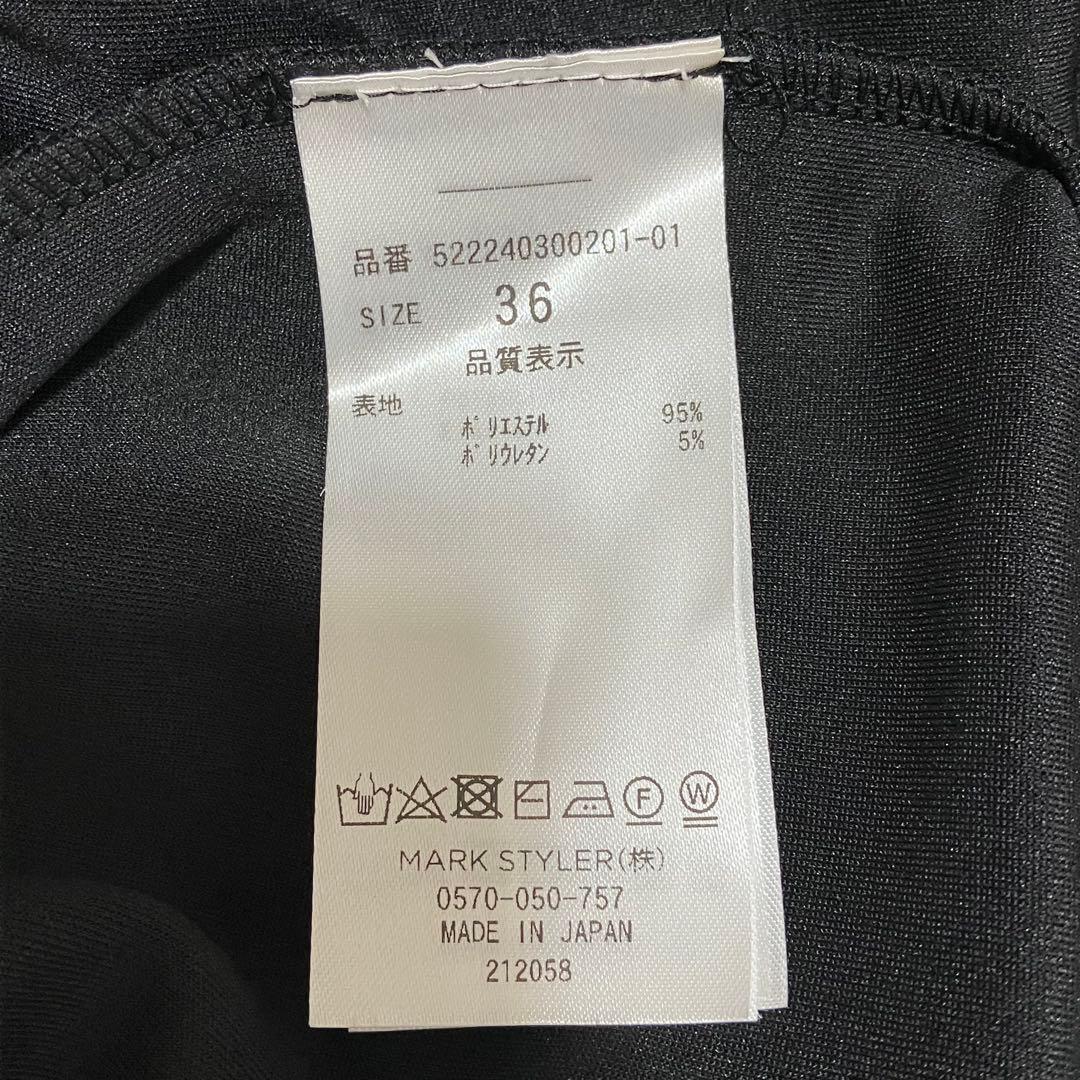 品番 522240300201-01
SIZE 36
品質表示
表地
ﾎﾟﾘｴｽﾃﾙ 95%
ﾎﾟﾘｳﾚﾀﾝ 5%
F W
MARK STYLER(株)
0570-050-757
MADE IN JAPAN
212058